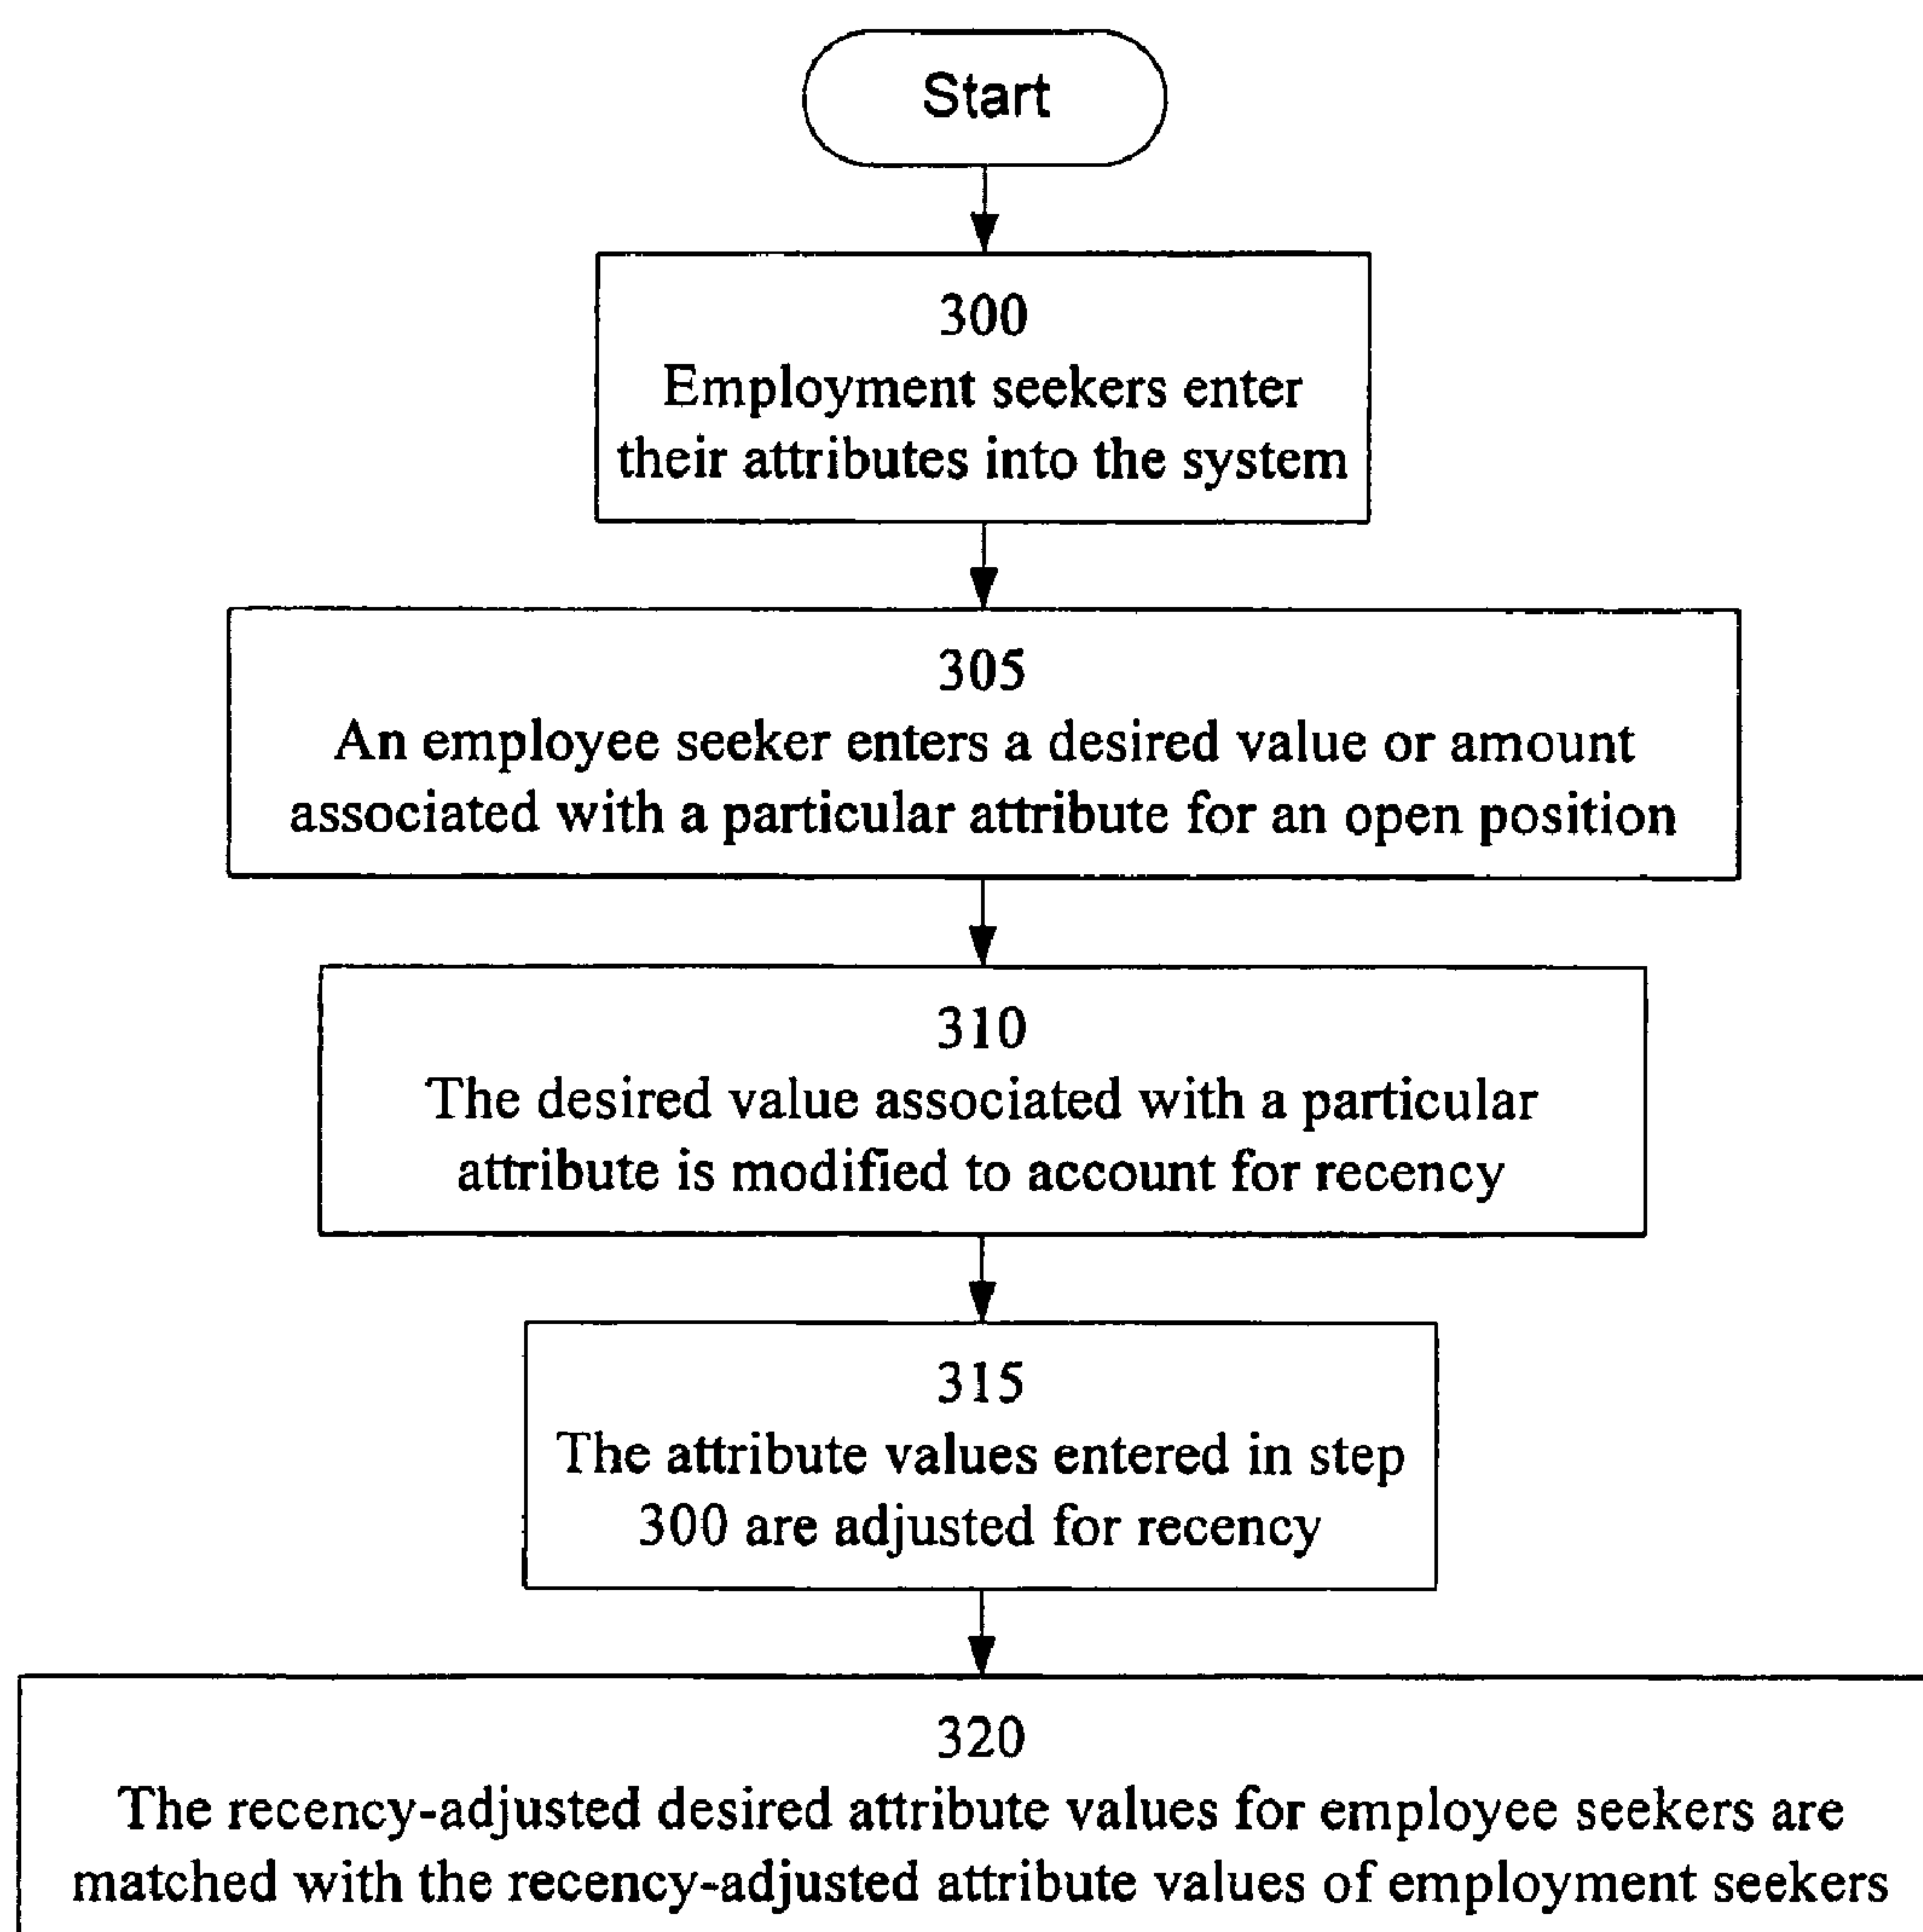 Start
300
Employment seekers enter
their attributes into the system
305
An employee seeker enters a desired value or amount
associated with a particular attribute for an open position
310
The desired value associated with a particular
attribute is modified to account for recency
315
The attribute values entered in step
300 are adjusted for recency
320
The recency-adjusted desired attribute values for employee seekers are
matched with the recency-adjusted attribute values of employment seekers